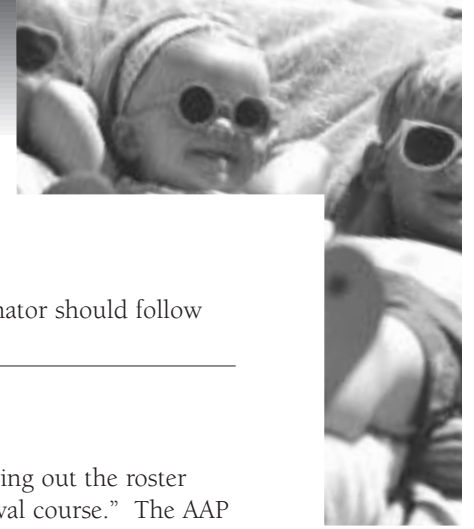 nator should follow
ing out the roster
val course.” The AAP